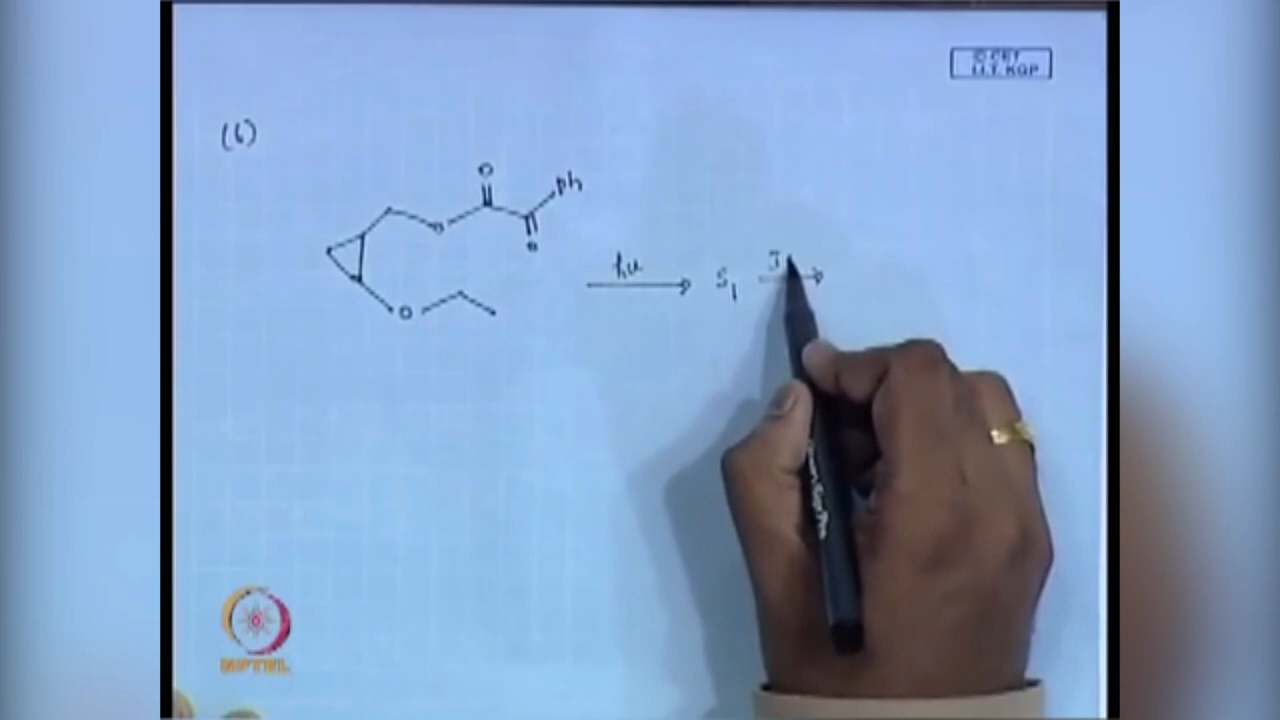 © CET
I.I.T. KGP
(6)
O
Ph
O
O
hν
S₁
I
O
NPTEL